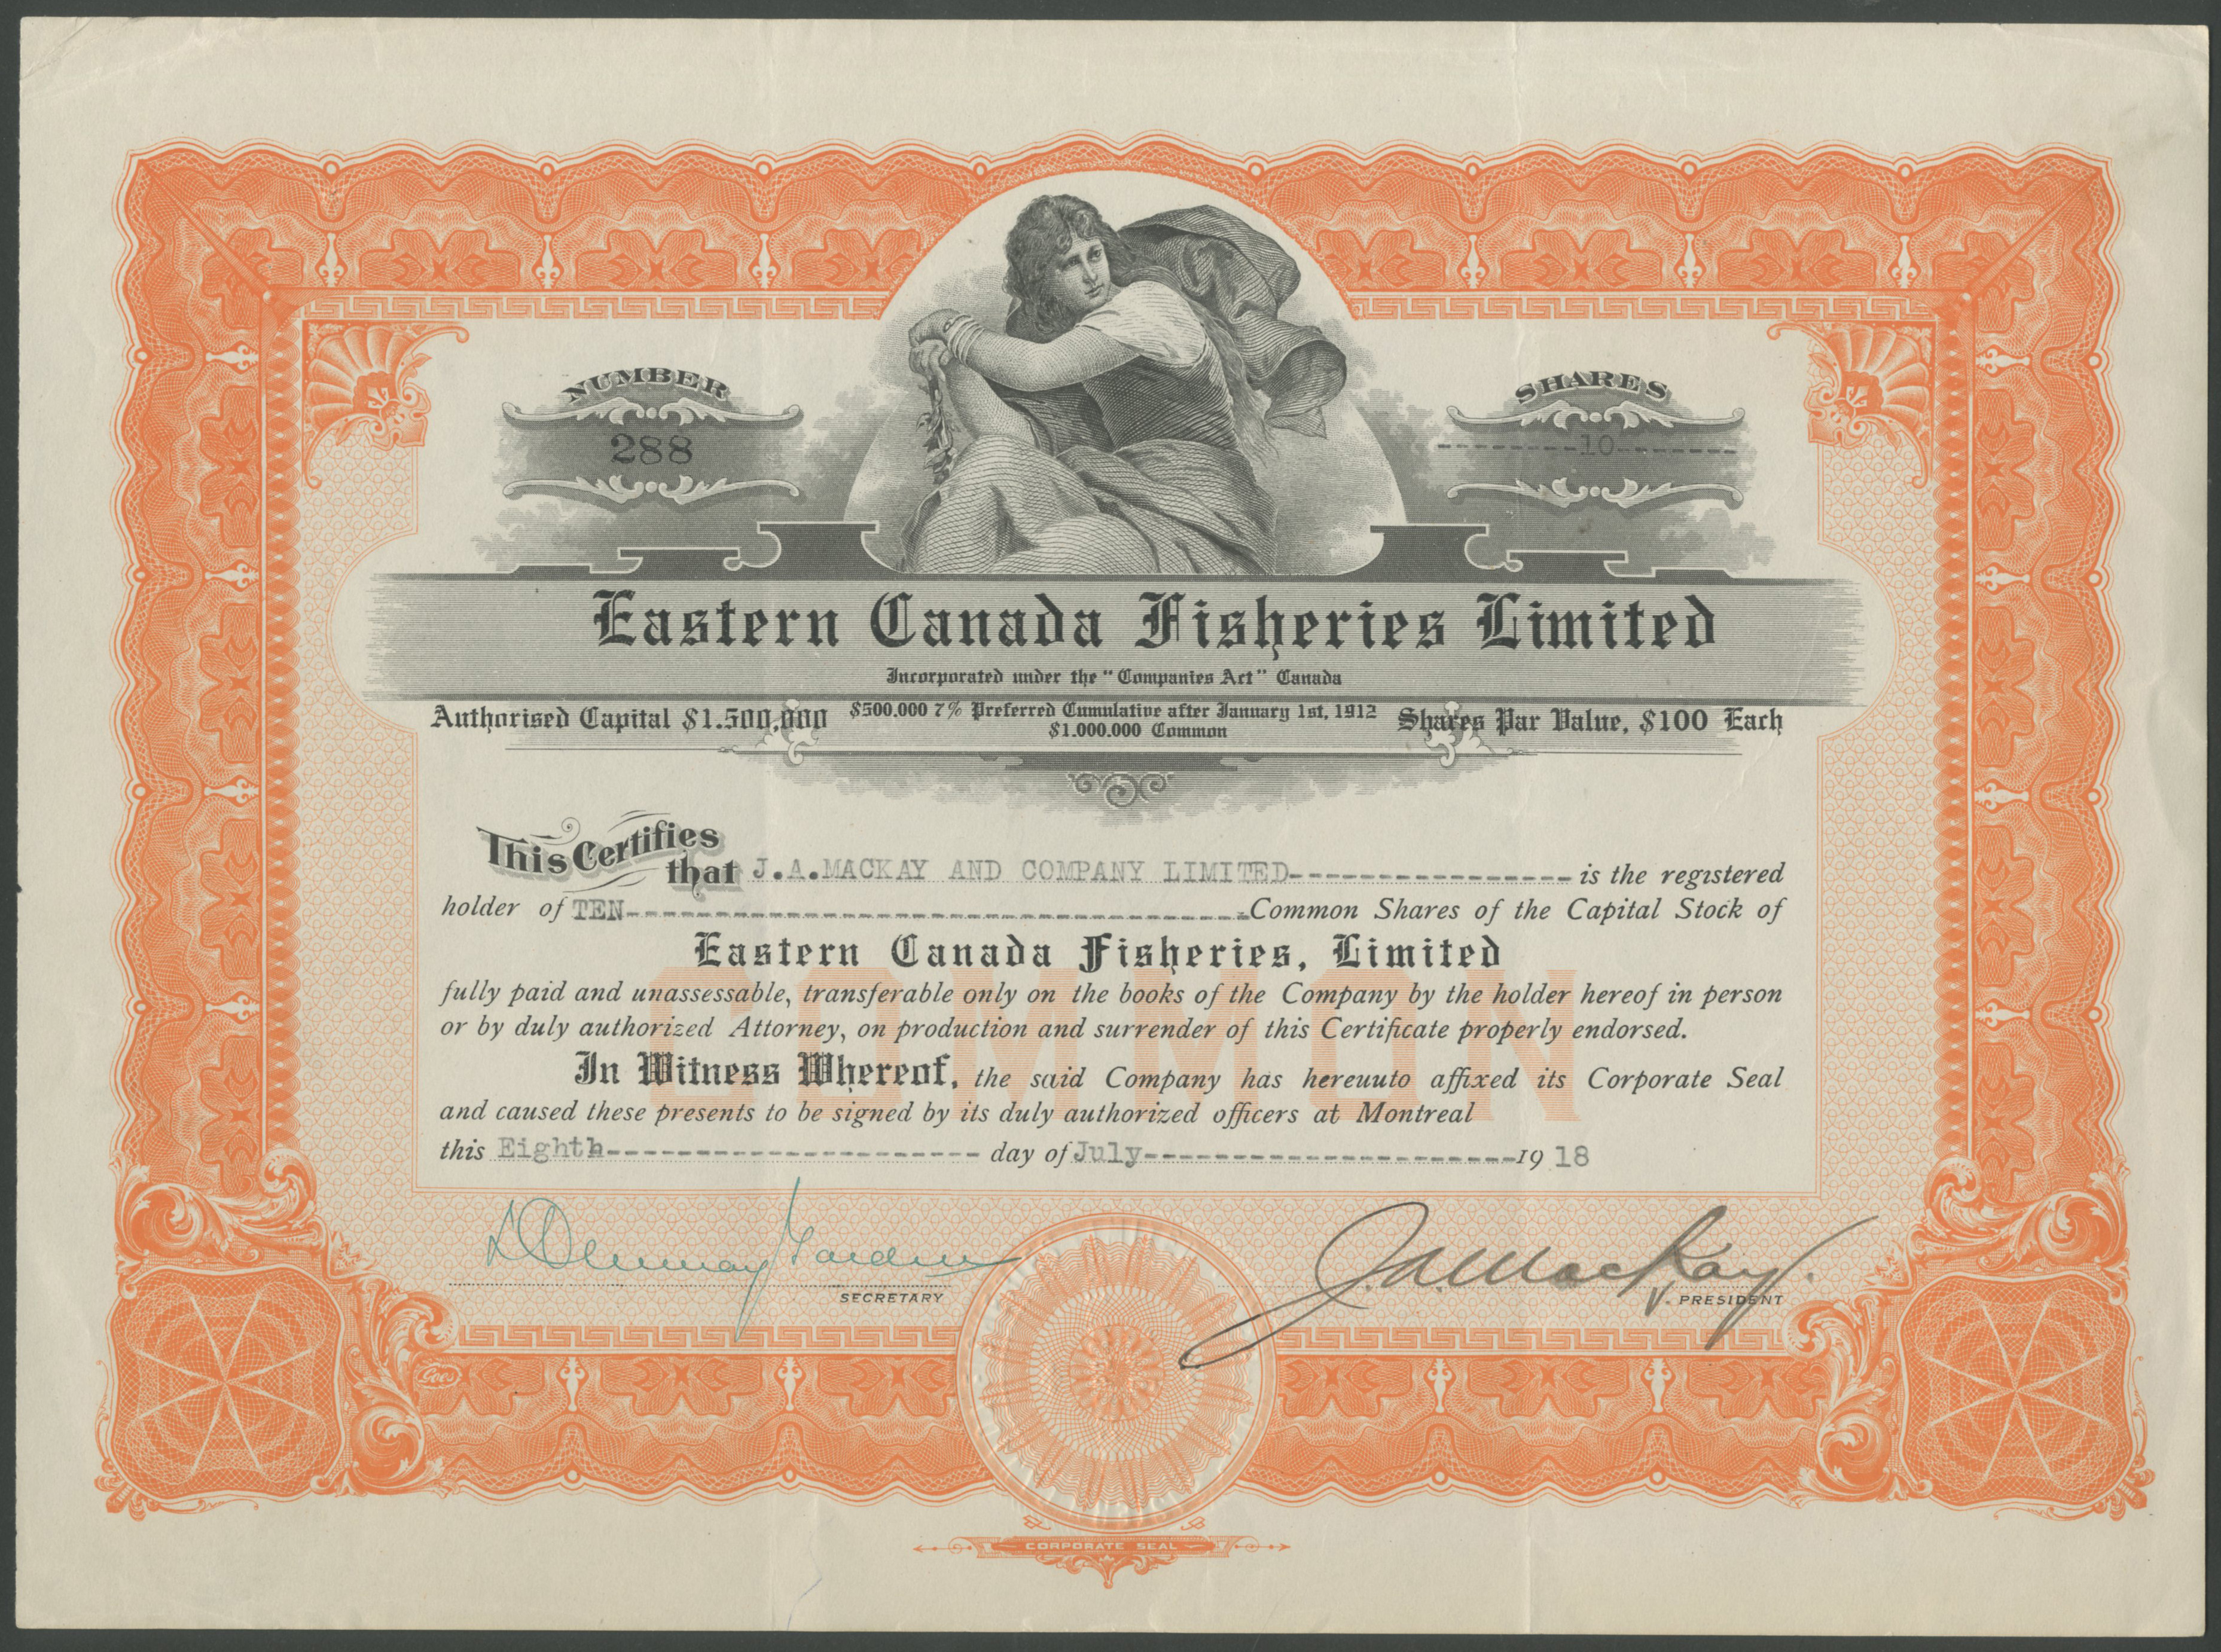 NUMBER
288
SHARES
---------10--------
Eastern Canada Fisheries Limited
Incorporated under the "Companies Act" Canada
Authorised Capital $1.500,000
$500.000 7% Preferred Cumulative after January 1st, 1912
$1.000.000 Common
Shares Par Value, $100 Each
This Certifies
that J.A.MACKAY AND COMPANY LIMITED---------------- is the registered
holder of TEN-----------------------------------Common Shares of the Capital Stock of
Eastern Canada Fisheries, Limited
COMMON
fully paid and unassessable, transferable only on the books of the Company by the holder hereof in person
or by duly authorized Attorney, on production and surrender of this Certificate properly endorsed.
In Witness Whereof, the said Company has hereuuto affixed its Corporate Seal
and caused these presents to be signed by its duly authorized officers at Montreal
this Eighth--------------------- day of July---------------------19 18
J.A. MacKay.
SECRETARY
V. PRESIDENT
Goes
CORPORATE SEAL